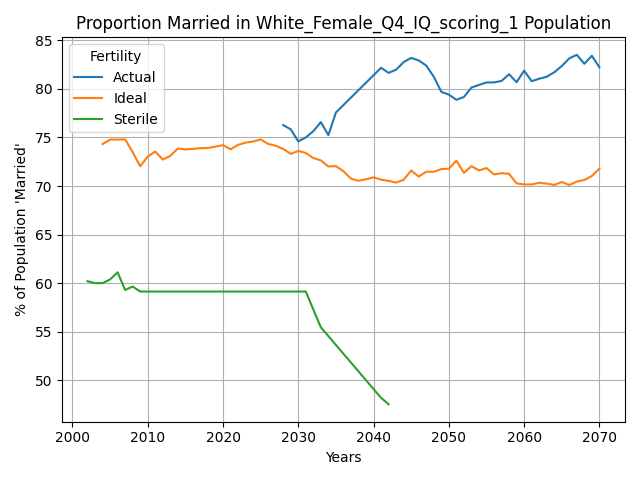 Proportion Married in White_Female_Q4_IQ_scoring_1 Population
85
80
75
70
65
60
55
50
% of Population 'Married'
Fertility
Actual
Ideal
Sterile
2000 2010 2020 2030 2040 2050 2060 2070
Years